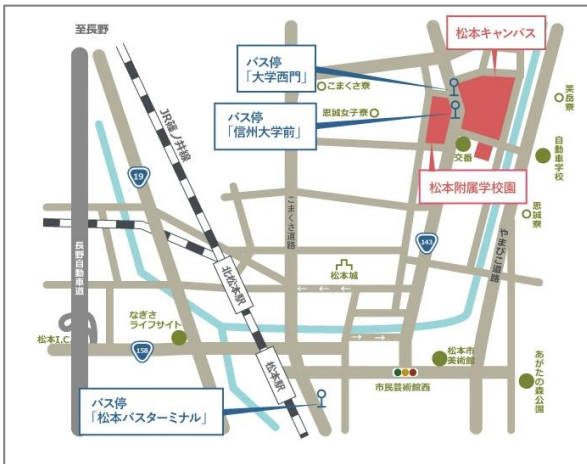 至長野
松本キャンパス
バス停
「大学西門」
こまくさ寮
バス停
「信州大学前」
思誠女子寮
芙岳寮
交番
自動車学校
松本附属学校園
思誠寮
JR篠ノ井線
19
こまくさ道路
143
やまびこ道路
長野自動車道
北松本駅
松本城
なぎさ
ライフサイト
松本I.C.
158
松本駅
松本市
美術館
市民芸術館西
あがたの森
公園
バス停
「松本バスターミナル」